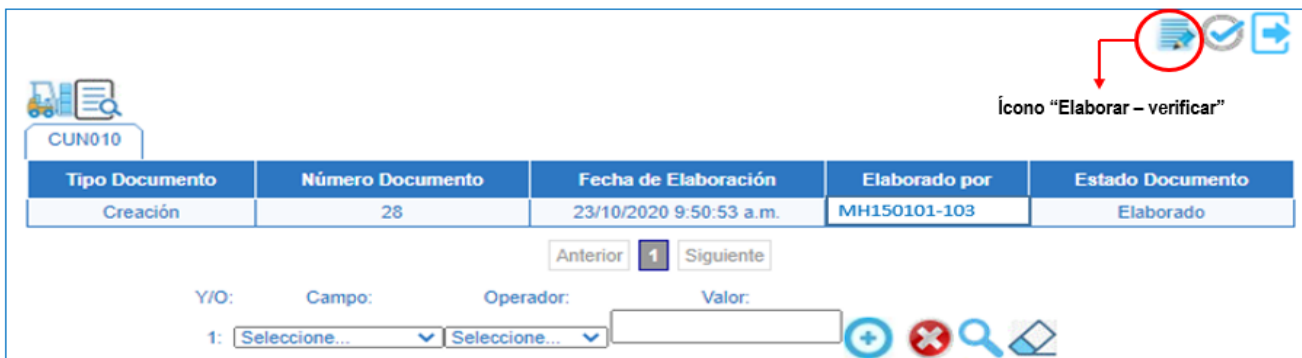 Ícono “Elaborar – verificar”
CUN010
Tipo Documento Número Documento Fecha de Elaboración Elaborado por Estado Documento
Creación 28 23/10/2020 9:50:53 a.m. MH150101-103 Elaborado
Anterior 1 Siguiente
Y/O: Campo: Operador: Valor:
1: Seleccione... Seleccione...